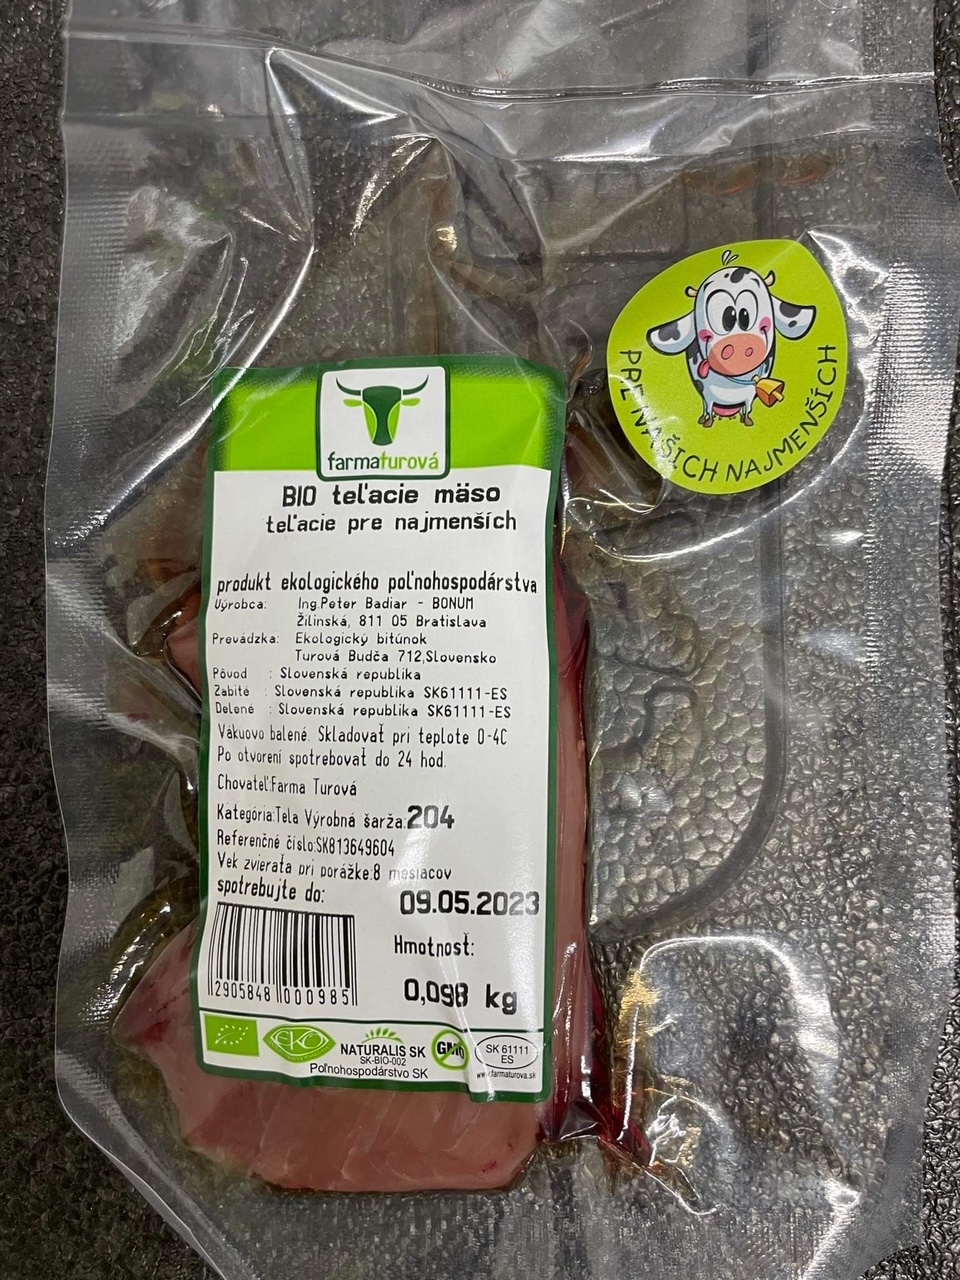 PRE NAŠICH NAJMENŠÍCH
farmaturová
BIO teľacie mäso
teľacie pre najmenších
produkt ekologického poľnohospodárstva
Výrobca: Ing.Peter Badiar - BONUM
Žilinská, 811 05 Bratislava
Prevádzka: Ekologický bitúnok
Turová Budča 712,Slovensko
Pôvod : Slovenská republika
Zabité : Slovenská republika SK61111-ES
Delené : Slovenská republika SK61111-ES
Vákuovo balené. Skladovať pri teplote 0-4C
Po otvorení spotrebovať do 24 hod.
Chovateľ:Farma Turová
Kategória:Tela Výrobná šarža:204
Referenčné číslo:SK813649604
Vek zvieraťa pri porážke:8 mesiacov
spotrebujte do: 09.05.2023
Hmotnosť:
0,098 kg
2905848 000985
EKO
NATURALIS SK
SK-BIO-002
Poľnohospodárstvo SK
GMO
SK 61111
ES
www.farmaturova.sk